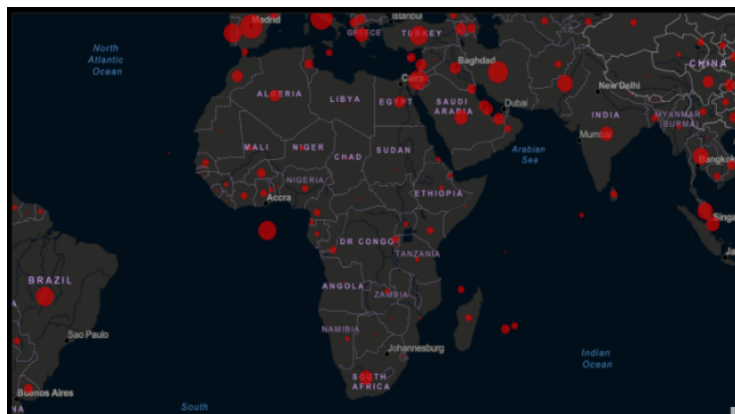 Madrid
Istanbul
North
Atlantic
Ocean
GREECE
TURKEY
Baghdad
CHINA
Cairo
New Delhi
ALGERIA
LIBYA
EGYPT
SAUDI
ARABIA
Dubai
INDIA
MYANMAR
(BURMA)
Mumbai
Arabian
Sea
MALI
NIGER
CHAD
SUDAN
Bangkok
NIGERIA
Accra
ETHIOPIA
DR CONGO
TANZANIA
BRAZIL
ANGOLA
ZAMBIA
Sao Paulo
NAMIBIA
Johannesburg
Indian
Ocean
SOUTH
AFRICA
Buenos Aires
South